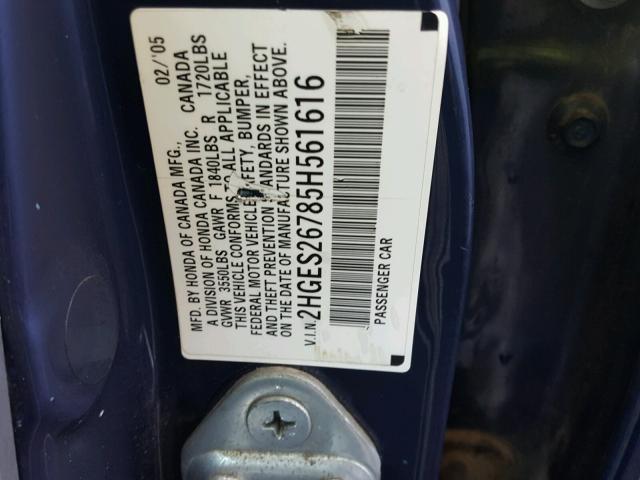 MFD. BY HONDA OF CANADA MFG., 02/'05
A DIVISION OF HONDA CANADA INC. CANADA
GVWR 3550LBS GAWR F 1840LBS R 1720LBS
THIS VEHICLE CONFORMS TO ALL APPLICABLE
FEDERAL MOTOR VEHICLE SAFETY, BUMPER,
AND THEFT PREVENTION STANDARDS IN EFFECT
ON THE DATE OF MANUFACTURE SHOWN ABOVE.
V.I.N. 2HGES26785H561616
PASSENGER CAR